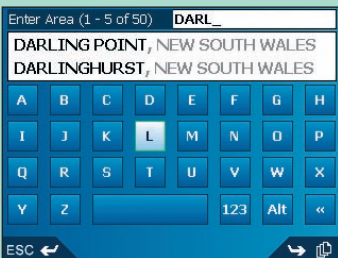 Enter Area (1 - 5 of 50) DARL_
DARLING POINT, NEW SOUTH WALES
DARLINGHURST, NEW SOUTH WALES
A B C D E F G H
I J K L M N O P
Q R S T U V W X
Y Z 123 Alt «
ESC